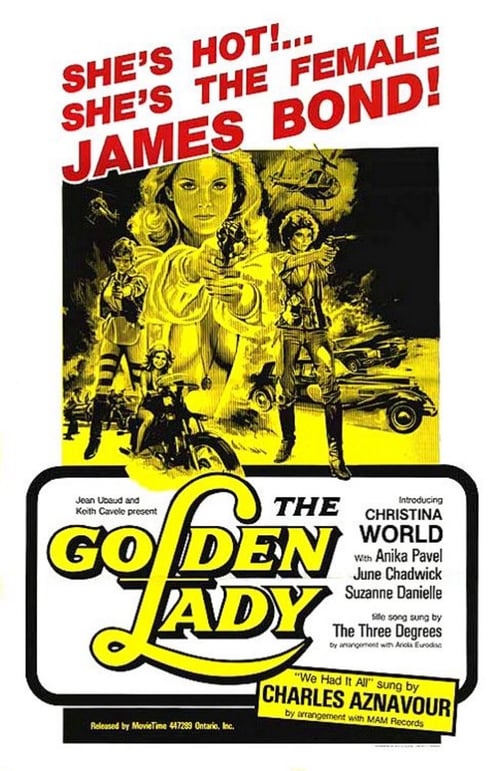 SHE'S HOT!...
SHE'S THE FEMALE
JAMES BOND!
Jean Ubaud and
Keith Cavele present
THE
GOLDEN
LADY
Introducing
CHRISTINA
WORLD
With Anika Pavel
June Chadwick
Suzanne Danielle
title song sung by
The Three Degrees
by arrangement with Ariola Eurodisc
"We Had It All" sung by
CHARLES AZNAVOUR
by arrangement with MAM Records
Released by MovieTime 447289 Ontario, Inc.